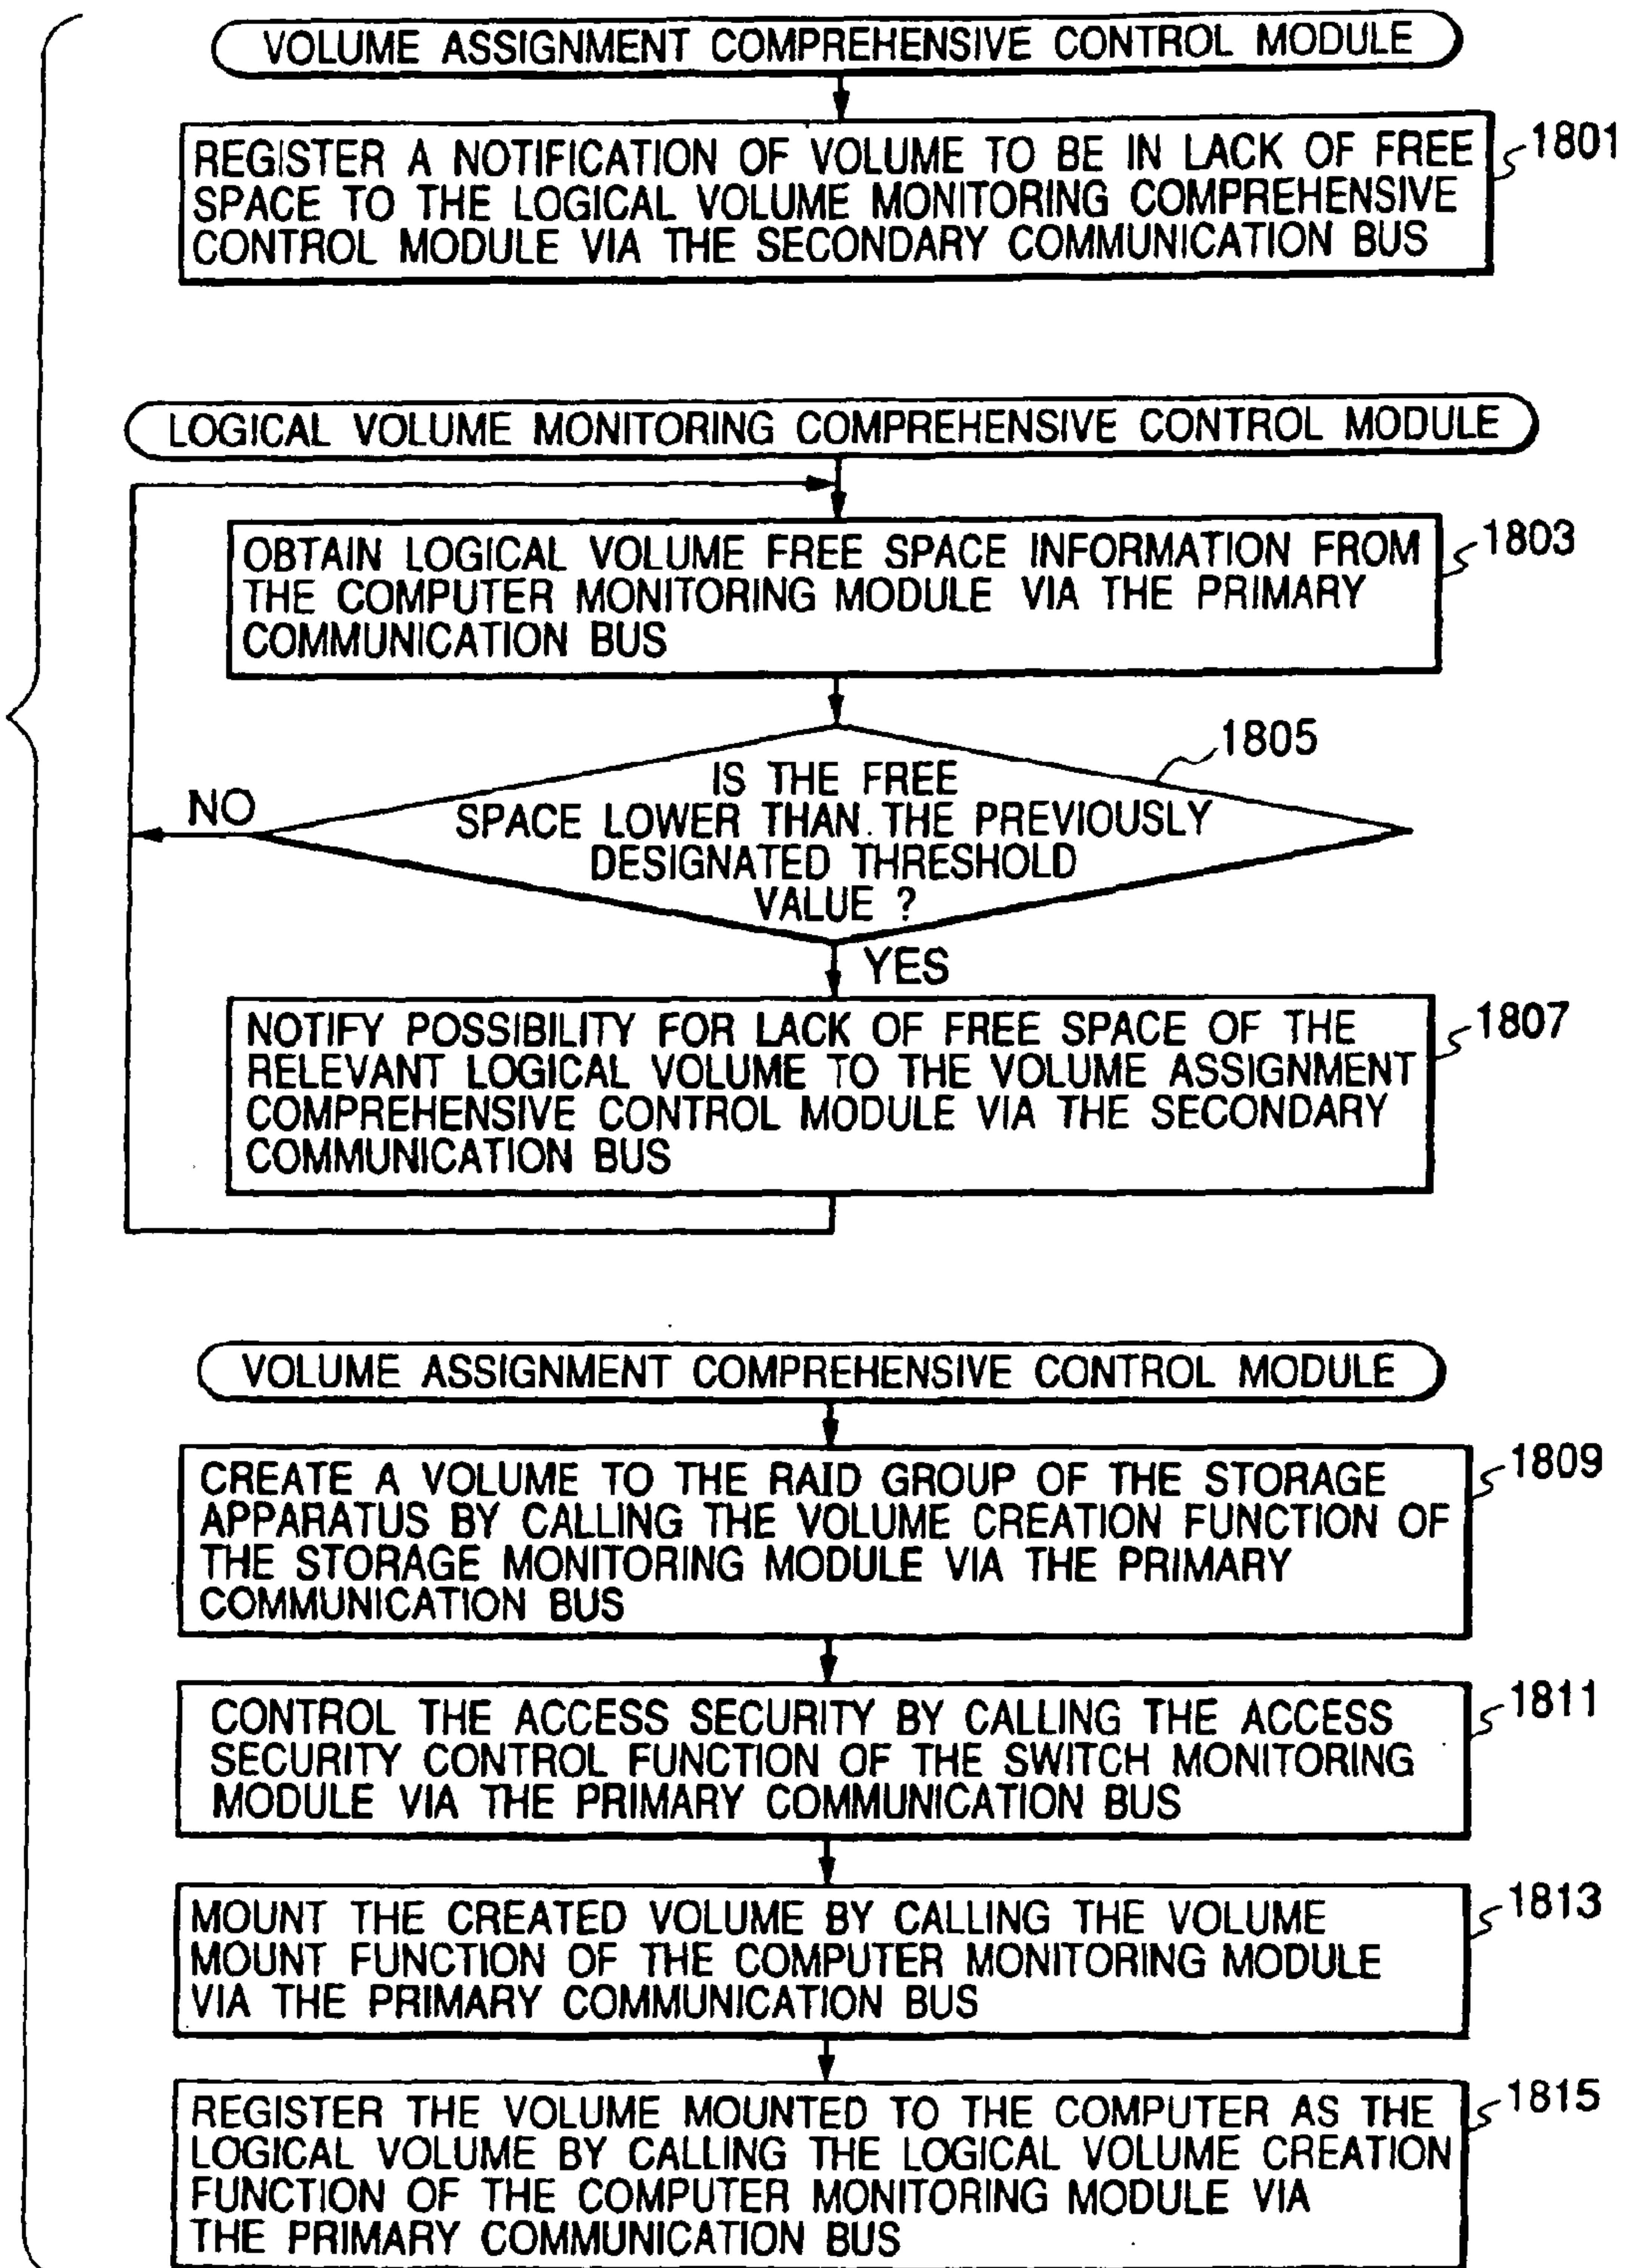 VOLUME ASSIGNMENT COMPREHENSIVE CONTROL MODULE
REGISTER A NOTIFICATION OF VOLUME TO BE IN LACK OF FREE
SPACE TO THE LOGICAL VOLUME MONITORING COMPREHENSIVE
CONTROL MODULE VIA THE SECONDARY COMMUNICATION BUS
1801
LOGICAL VOLUME MONITORING COMPREHENSIVE CONTROL MODULE
OBTAIN LOGICAL VOLUME FREE SPACE INFORMATION FROM
THE COMPUTER MONITORING MODULE VIA THE PRIMARY
COMMUNICATION BUS
1803
1805
IS THE FREE
SPACE LOWER THAN THE PREVIOUSLY
DESIGNATED THRESHOLD
VALUE ?
NO
YES
NOTIFY POSSIBILITY FOR LACK OF FREE SPACE OF THE
RELEVANT LOGICAL VOLUME TO THE VOLUME ASSIGNMENT
COMPREHENSIVE CONTROL MODULE VIA THE SECONDARY
COMMUNICATION BUS
1807
VOLUME ASSIGNMENT COMPREHENSIVE CONTROL MODULE
CREATE A VOLUME TO THE RAID GROUP OF THE STORAGE
APPARATUS BY CALLING THE VOLUME CREATION FUNCTION OF
THE STORAGE MONITORING MODULE VIA THE PRIMARY
COMMUNICATION BUS
1809
CONTROL THE ACCESS SECURITY BY CALLING THE ACCESS
SECURITY CONTROL FUNCTION OF THE SWITCH MONITORING
MODULE VIA THE PRIMARY COMMUNICATION BUS
1811
MOUNT THE CREATED VOLUME BY CALLING THE VOLUME
MOUNT FUNCTION OF THE COMPUTER MONITORING MODULE
VIA THE PRIMARY COMMUNICATION BUS
1813
REGISTER THE VOLUME MOUNTED TO THE COMPUTER AS THE
LOGICAL VOLUME BY CALLING THE LOGICAL VOLUME CREATION
FUNCTION OF THE COMPUTER MONITORING MODULE VIA
THE PRIMARY COMMUNICATION BUS
1815